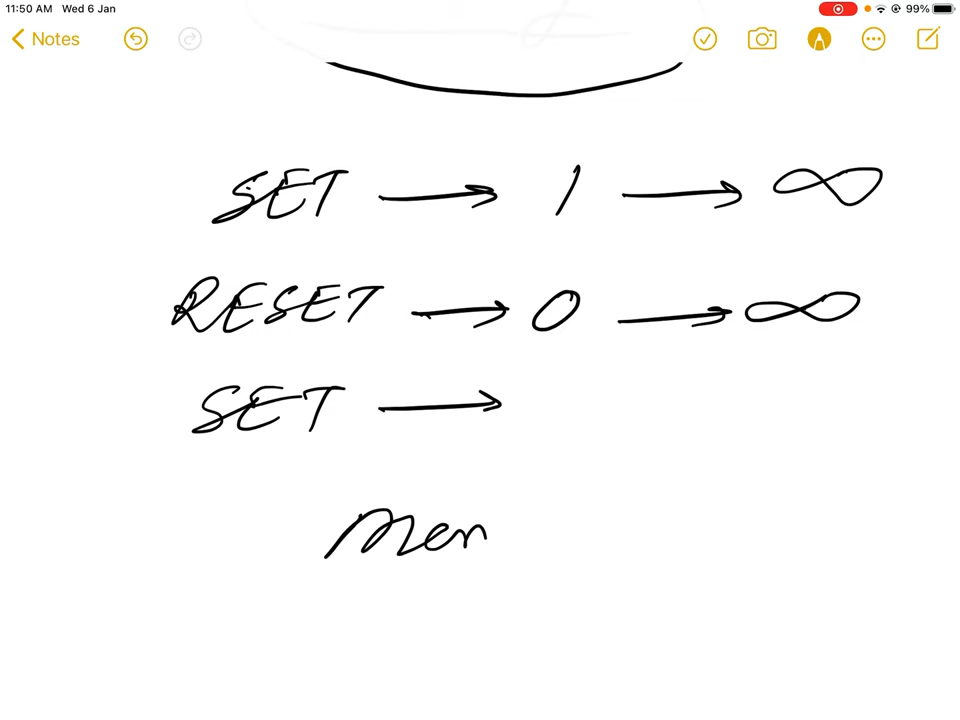 11:50 AM Wed 6 Jan 99%
Notes
SET → 1 → ∞
RESET → 0 → ∞
SET →
Mem